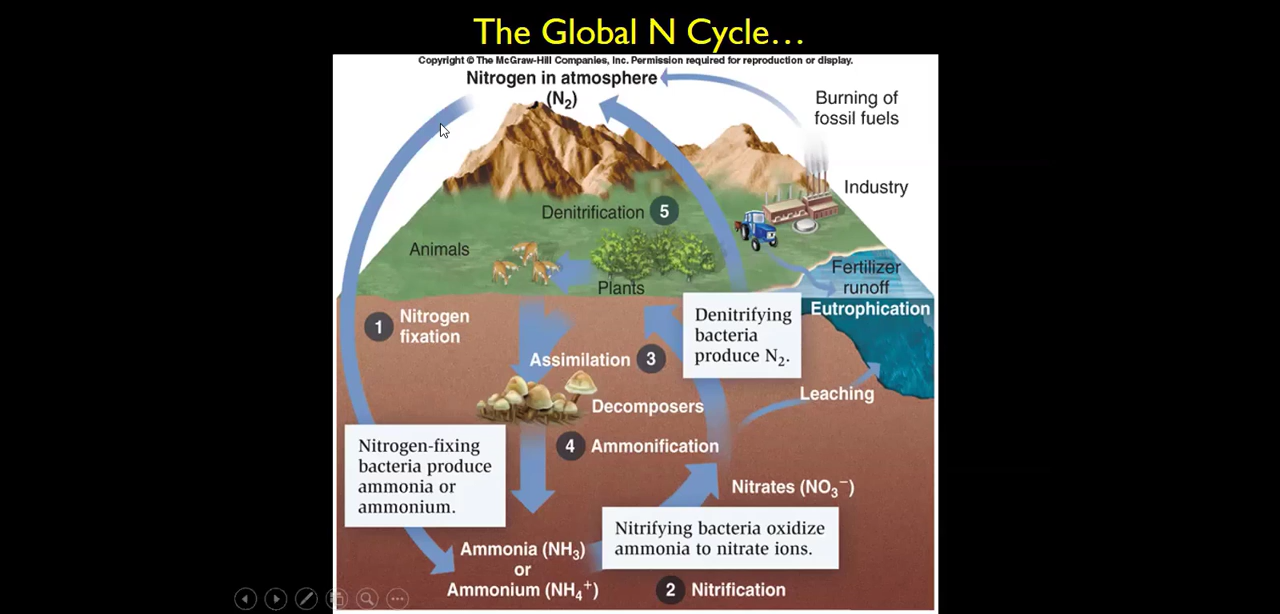 The Global N Cycle...
Copyright © The McGraw-Hill Companies, Inc. Permission required for reproduction or display.
Nitrogen in atmosphere
(N₂)
Burning of
fossil fuels
Industry
Denitrification 5
Animals
Plants
Fertilizer
runoff
Eutrophication
1 Nitrogen
fixation
Denitrifying
bacteria
produce N₂.
Assimilation 3
Leaching
Decomposers
4 Ammonification
Nitrogen-fixing
bacteria produce
ammonia or
ammonium.
Nitrates (NO₃⁻)
Nitrifying bacteria oxidize
ammonia to nitrate ions.
Ammonia (NH₃)
or
Ammonium (NH₄⁺)
2 Nitrification